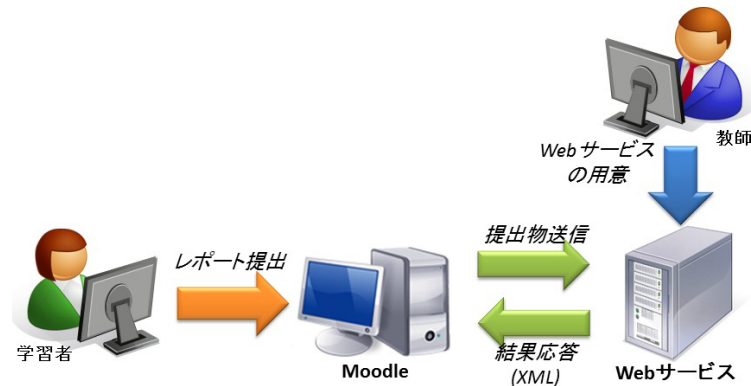 教師
Webサービス
の用意
レポート提出
提出物送信
学習者
Moodle
結果応答
(XML)
Webサービス